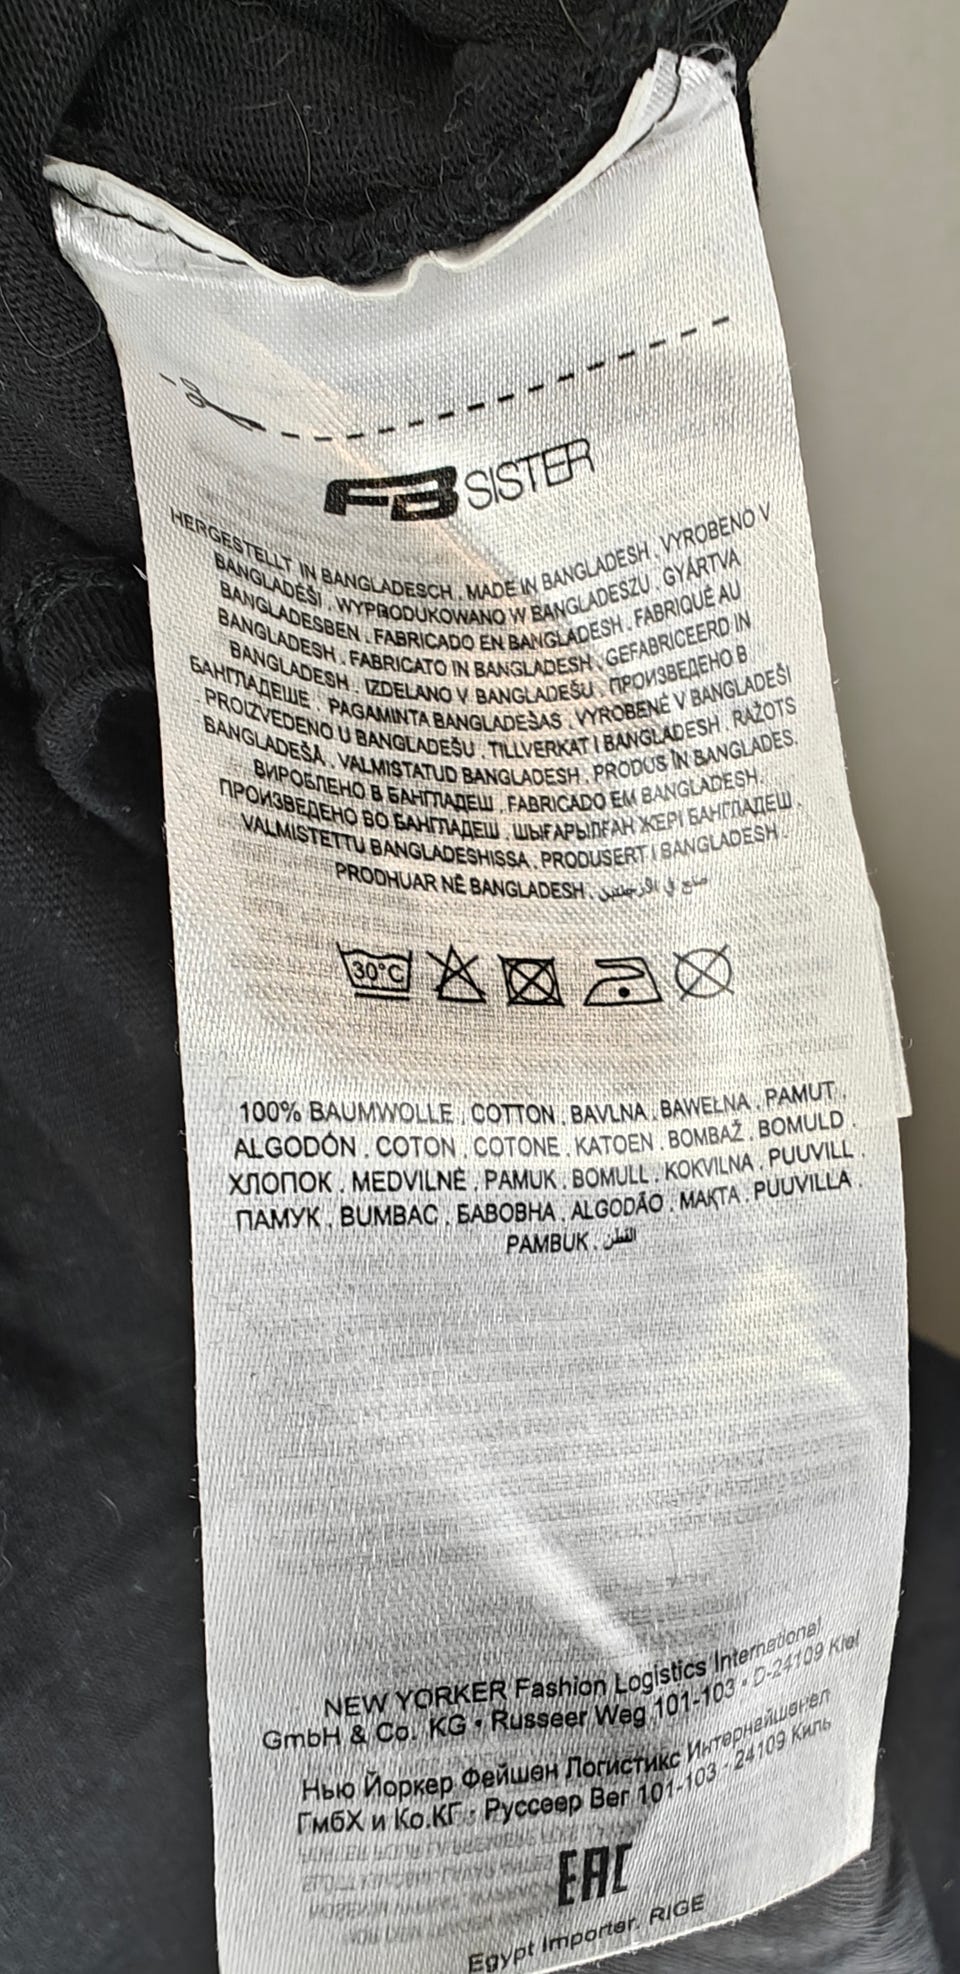 FB SISTER
HERGESTELLT IN BANGLADESCH . MADE IN BANGLADESH . VYROBENO V
BANGLADÉŠI . WYPRODUKOWANO W BANGLADESZU . GYÁRTVA
BANGLADESBEN . FABRICADO EN BANGLADESH . FABRIQUÉ AU
BANGLADESH . FABRICATO IN BANGLADESH . GEFABRICEERD IN
BANGLADESH . IZDELANO V BANGLADEŠU . ПРОИЗВЕДЕНО В
БАНГЛАДЕШЕ . PAGAMINTA BANGLADEŠAS . VYROBENÉ V BANGLADEŠI
. PROIZVEDENO U BANGLADEŠU . TILLVERKAT I BANGLADESH . RAŽOTS
BANGLADEŠĀ . VALMISTATUD BANGLADESH . PRODUS ÎN BANGLADES.
ВИРОБЛЕНО В БАНГЛАДЕШ . FABRICADO EM BANGLADESH.
ПРОИЗВЕДЕНО ВО БАНГЛАДЕШ . ШЫҒАРЫЛҒАН ЖЕРІ БАНГЛАДЕШ .
VALMISTETTU BANGLADESHISSA . PRODUSERT I BANGLADESH .
PRODHUAR NË BANGLADESH . صنع في
30°C
100% BAUMWOLLE . COTTON . BAVLNA . BAWEŁNA . PAMUT .
ALGODÓN . COTON . COTONE . KATOEN . BOMBAŽ . BOMULD .
ХЛОПОК . MEDVILNĖ . PAMUK . BOMULL . KOKVILNA . PUUVILL .
ПАМУК . BUMBAC . БАВОВНА . ALGODÃO . МАҚТА . PUUVILLA .
PAMBUK . القطن
NEW YORKER Fashion Logistics International
GmbH & Co. KG • Russeer Weg 101-103 • D-24109 Kiel
Нью Йоркер Фейшен Логистикс Интернейшенел
ГмбХ и Ко.КГ • Руссеер Вег 101-103 - 24109 Киль
EAC
Egypt Importer. RIGE